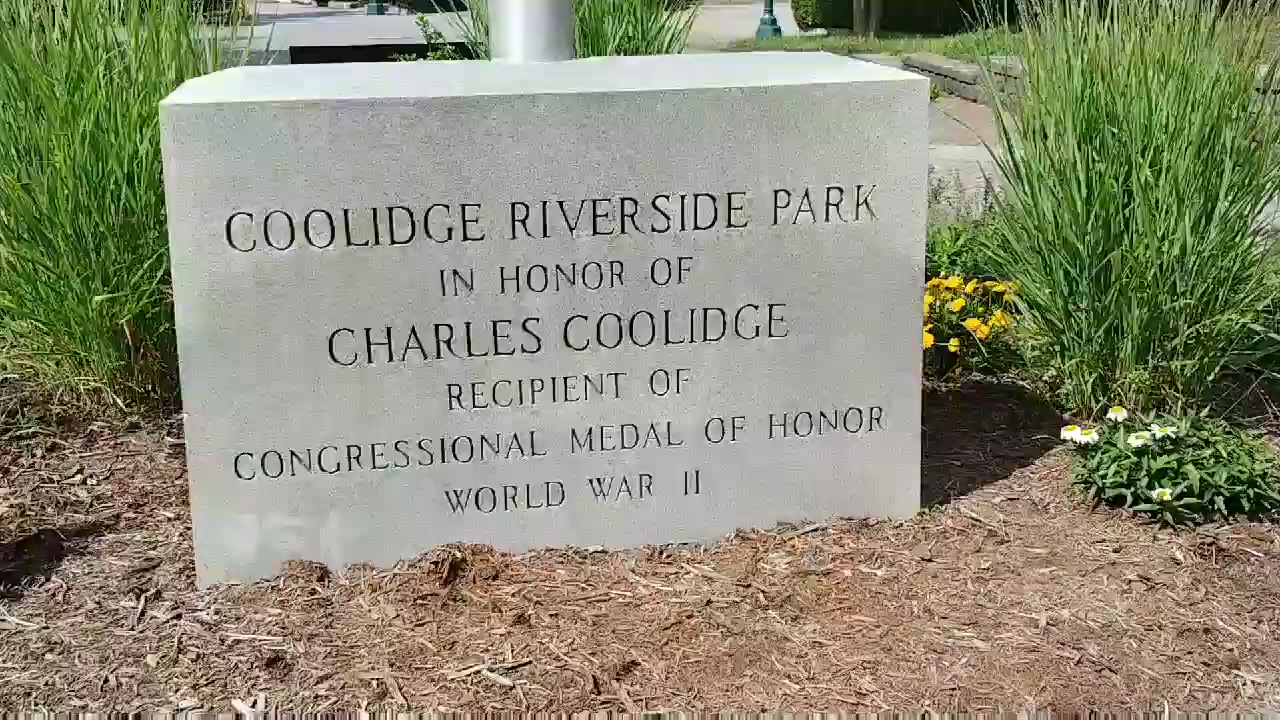 COOLIDGE RIVERSIDE PARK
IN HONOR OF
CHARLES COOLIDGE
RECIPIENT OF
CONGRESSIONAL MEDAL OF HONOR
WORLD WAR II